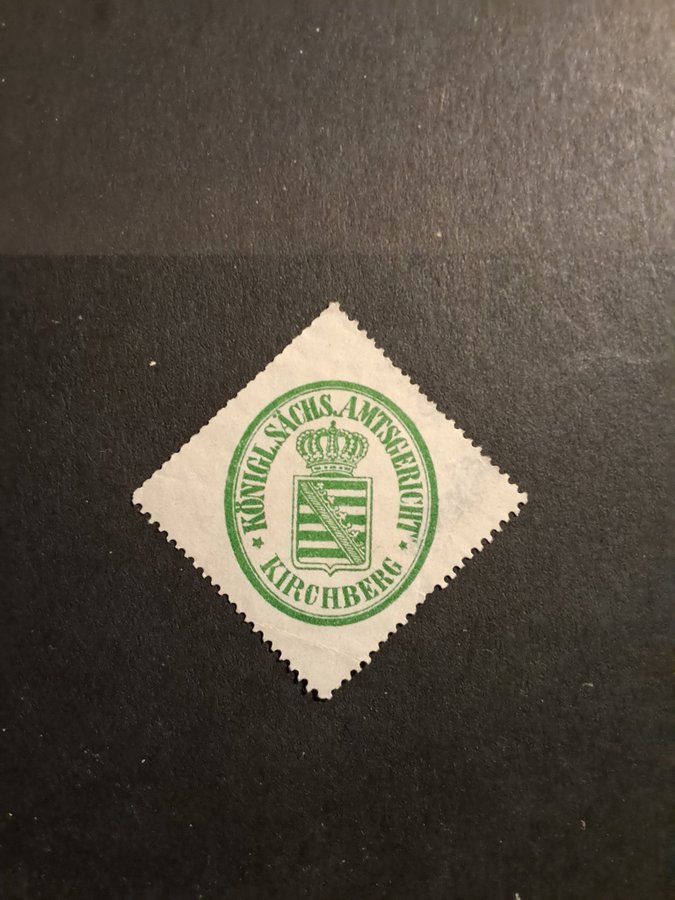 KÖNIGL. SÄCHS. AMTSGERICHT
* KIRCHBERG *